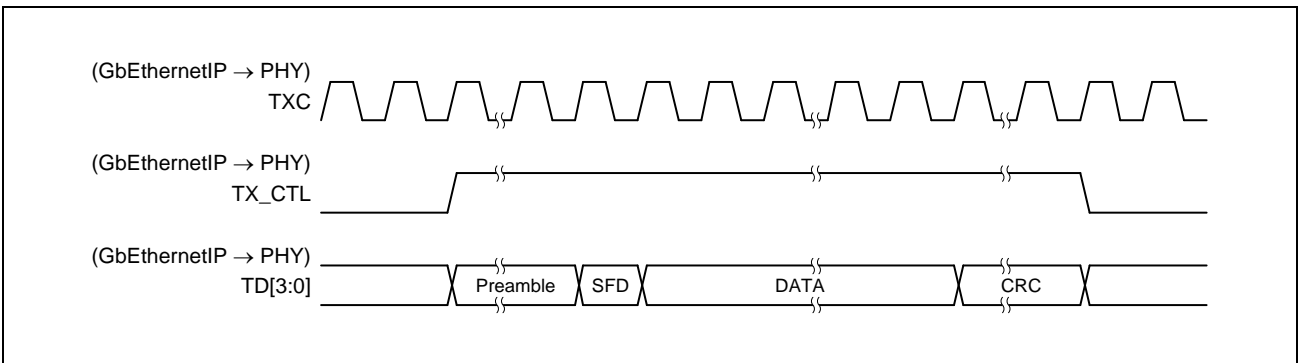 (GbEthernetIP → PHY)
TXC
(GbEthernetIP → PHY)
TX_CTL
(GbEthernetIP → PHY)
TD[3:0]
Preamble SFD DATA CRC